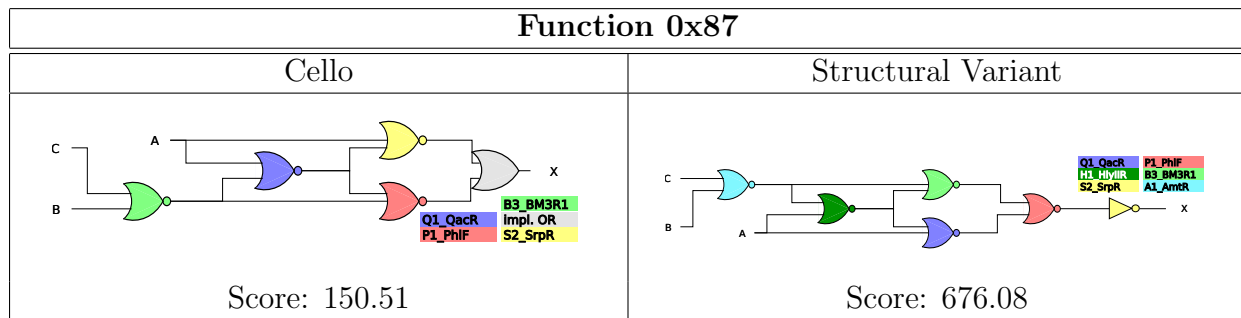 Function 0x87
Cello
Structural Variant
C
A
B
X
B3_BM3R1
Q1_QacR
Impl. OR
P1_PhlF
S2_SrpR
C
B
A
X
Q1_QacR
P1_PhlF
H1_HlyIIR
B3_BM3R1
S2_SrpR
A1_AmtR
Score: 150.51
Score: 676.08